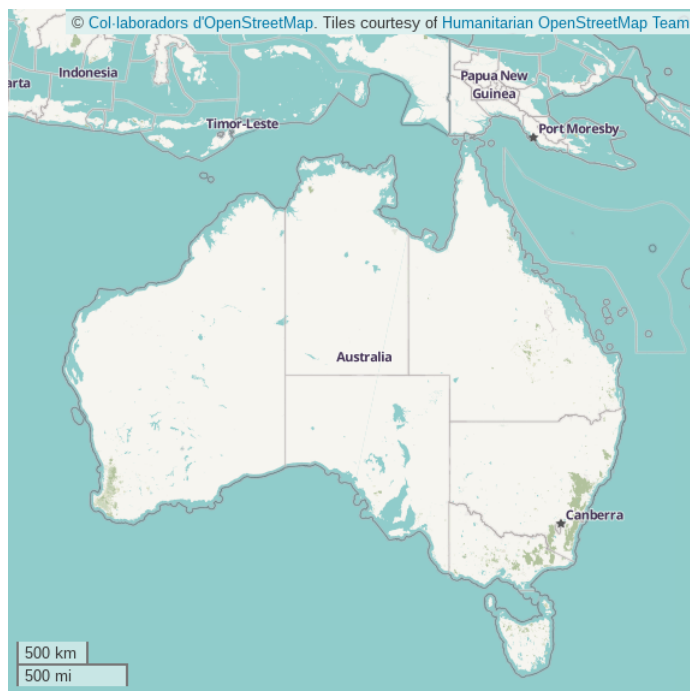 © Col·laboradors d'OpenStreetMap. Tiles courtesy of Humanitarian OpenStreetMap Team
Indonesia
arta
Papua New
Guinea
Timor-Leste
Port Moresby
Australia
Canberra
500 km
500 mi